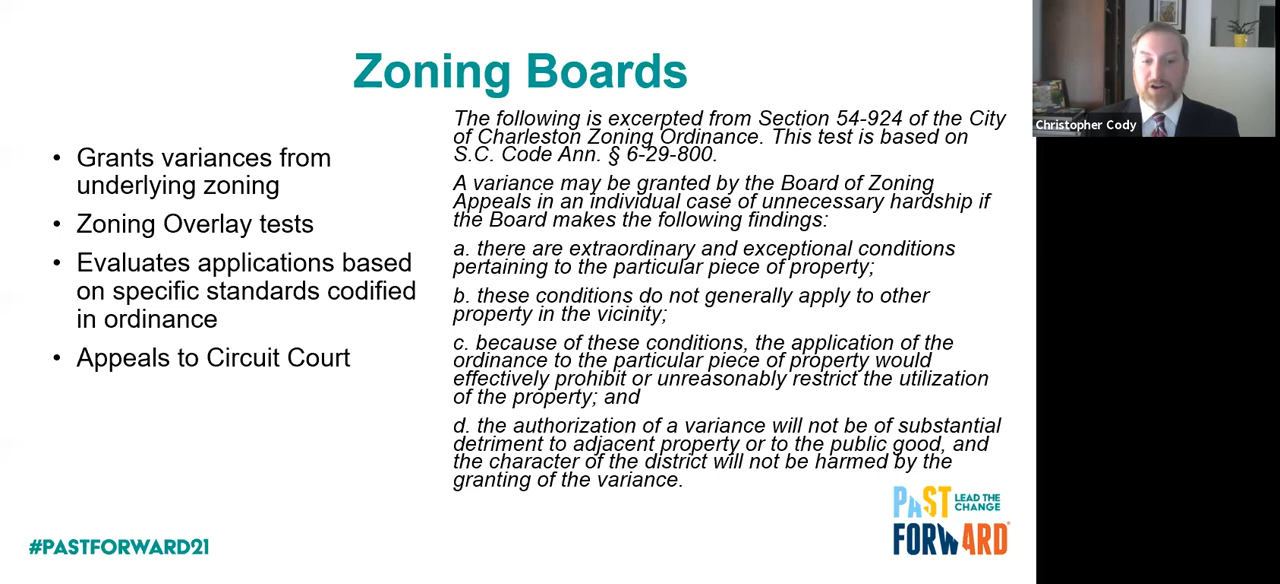 Zoning Boards
• Grants variances from
underlying zoning
• Zoning Overlay tests
• Evaluates applications based
on specific standards codified
in ordinance
• Appeals to Circuit Court
The following is excerpted from Section 54-924 of the City
of Charleston Zoning Ordinance. This test is based on
S.C. Code Ann. § 6-29-800.
A variance may be granted by the Board of Zoning
Appeals in an individual case of unnecessary hardship if
the Board makes the following findings:
a. there are extraordinary and exceptional conditions
pertaining to the particular piece of property;
b. these conditions do not generally apply to other
property in the vicinity;
c. because of these conditions, the application of the
ordinance to the particular piece of property would
effectively prohibit or unreasonably restrict the utilization
of the property; and
d. the authorization of a variance will not be of substantial
detriment to adjacent property or to the public good, and
the character of the district will not be harmed by the
granting of the variance.
#PASTFORWARD21
PAST LEAD THE
CHANGE
FORWARD®
Christopher Cody